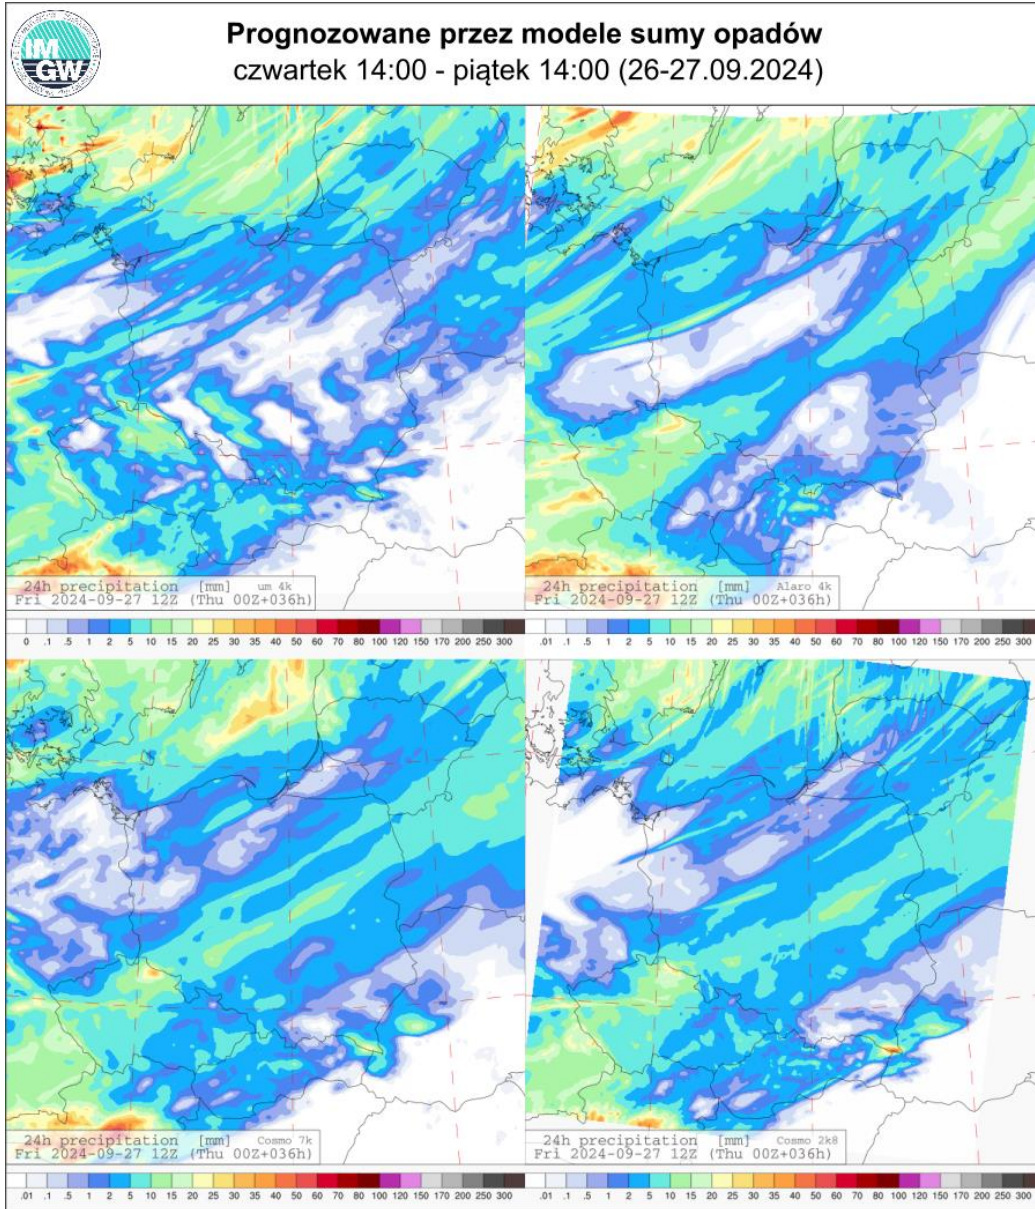 IM
GW
Prognozowane przez modele sumy opadów
czwartek 14:00 - piątek 14:00 (26-27.09.2024)
24h precipitation [mm] um 4k
Fri 2024-09-27 12Z (Thu 00Z+036h)
24h precipitation [mm] Alaro 4k
Fri 2024-09-27 12Z (Thu 00Z+036h)
0 .1 .5 1 2 5 10 15 20 25 30 35 40 50 60 70 80 100 120 150 170 200 250 300
.01 .1 .5 1 2 5 10 15 20 25 30 35 40 50 60 70 80 100 120 150 170 200 250 300
24h precipitation [mm] Cosmo 7k
Fri 2024-09-27 12Z (Thu 00Z+036h)
24h precipitation [mm] Cosmo 2k8
Fri 2024-09-27 12Z (Thu 00Z+036h)
.01 .1 .5 1 2 5 10 15 20 25 30 35 40 50 60 70 80 100 120 150 170 200 250 300
.01 .1 .5 1 2 5 10 15 20 25 30 35 40 50 60 70 80 100 120 150 170 200 250 300